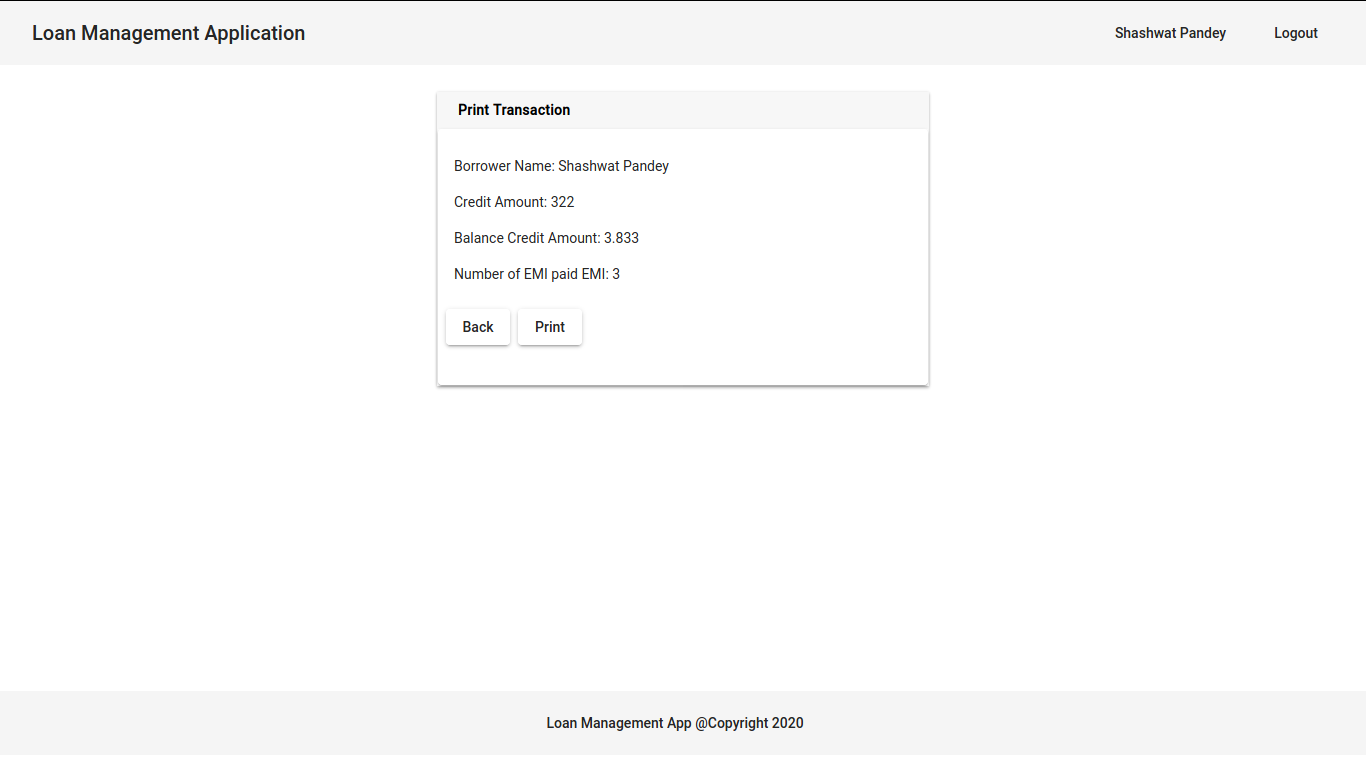 Loan Management Application
Shashwat Pandey
Logout
Print Transaction
Borrower Name: Shashwat Pandey
Credit Amount: 322
Balance Credit Amount: 3.833
Number of EMI paid EMI: 3
Back
Print
Loan Management App @Copyright 2020